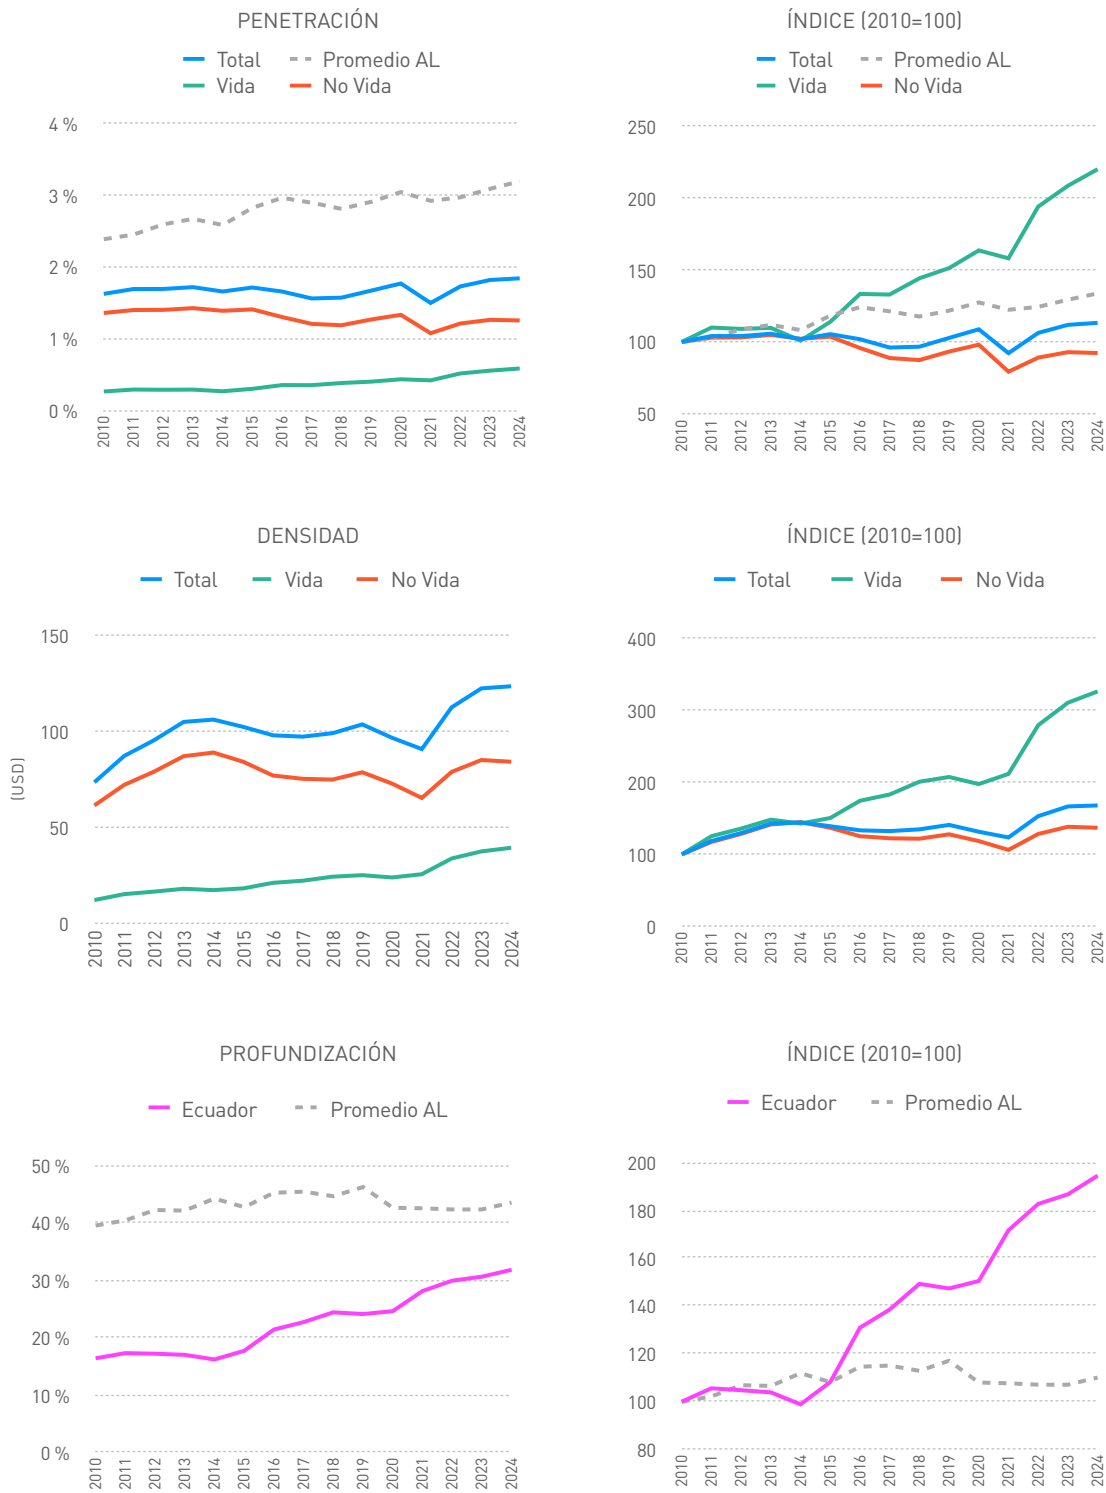 PENETRACIÓN
Total Promedio AL
Vida No Vida
4 %
3 %
2 %
1 %
0 %
2010 2011 2012 2013 2014 2015 2016 2017 2018 2019 2020 2021 2022 2023 2024
ÍNDICE (2010=100)
Total Promedio AL
Vida No Vida
250
200
150
100
50
2010 2011 2012 2013 2014 2015 2016 2017 2018 2019 2020 2021 2022 2023 2024
DENSIDAD
Total Vida No Vida
(USD)
150
100
50
0
2010 2011 2012 2013 2014 2015 2016 2017 2018 2019 2020 2021 2022 2023 2024
ÍNDICE (2010=100)
Total Vida No Vida
400
300
200
100
0
2010 2011 2012 2013 2014 2015 2016 2017 2018 2019 2020 2021 2022 2023 2024
PROFUNDIZACIÓN
Ecuador Promedio AL
50 %
40 %
30 %
20 %
10 %
0 %
2010 2011 2012 2013 2014 2015 2016 2017 2018 2019 2020 2021 2022 2023 2024
ÍNDICE (2010=100)
Ecuador Promedio AL
200
180
160
140
120
100
80
2010 2011 2012 2013 2014 2015 2016 2017 2018 2019 2020 2021 2022 2023 2024